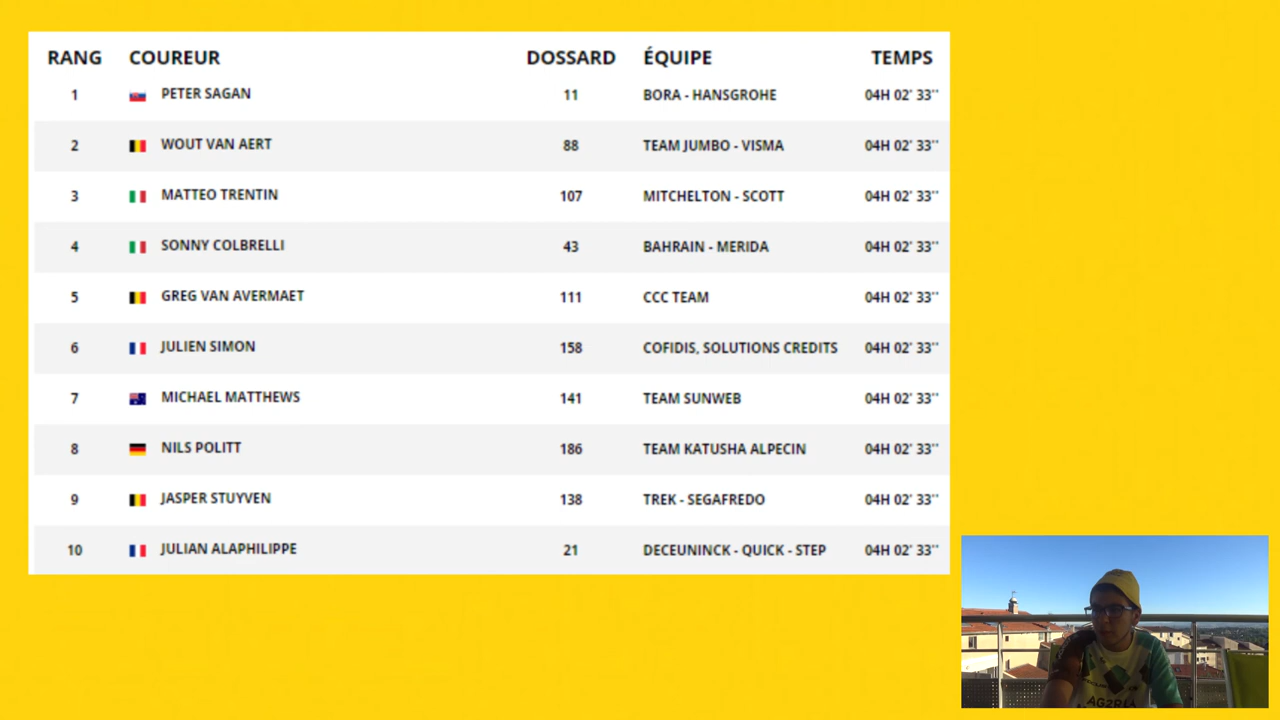 RANG COUREUR DOSSARD ÉQUIPE TEMPS
1 PETER SAGAN 11 BORA - HANSGROHE 04H 02' 33''
2 WOUT VAN AERT 88 TEAM JUMBO - VISMA 04H 02' 33''
3 MATTEO TRENTIN 107 MITCHELTON - SCOTT 04H 02' 33''
4 SONNY COLBRELLI 43 BAHRAIN - MERIDA 04H 02' 33''
5 GREG VAN AVERMAET 111 CCC TEAM 04H 02' 33''
6 JULIEN SIMON 158 COFIDIS, SOLUTIONS CREDITS 04H 02' 33''
7 MICHAEL MATTHEWS 141 TEAM SUNWEB 04H 02' 33''
8 NILS POLITT 186 TEAM KATUSHA ALPECIN 04H 02' 33''
9 JASPER STUYVEN 138 TREK - SEGAFREDO 04H 02' 33''
10 JULIAN ALAPHILIPPE 21 DECEUNINCK - QUICK - STEP 04H 02' 33''
AG2R LA